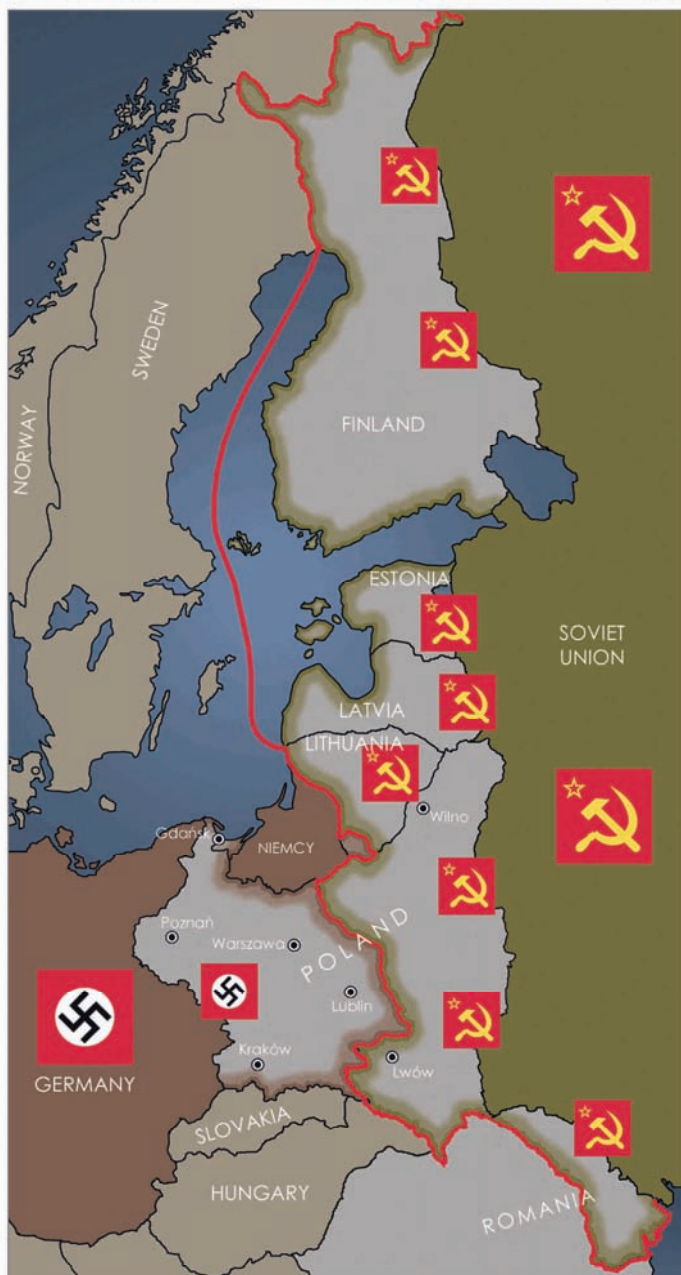 NORWAY
SWEDEN
FINLAND
ESTONIA
SOVIET
UNION
LATVIA
LITHUANIA
Wilno
Gdańsk
NIEMCY
Poznań
Warszawa
POLAND
Lublin
GERMANY
Kraków
Lwów
SLOVAKIA
HUNGARY
ROMANIA